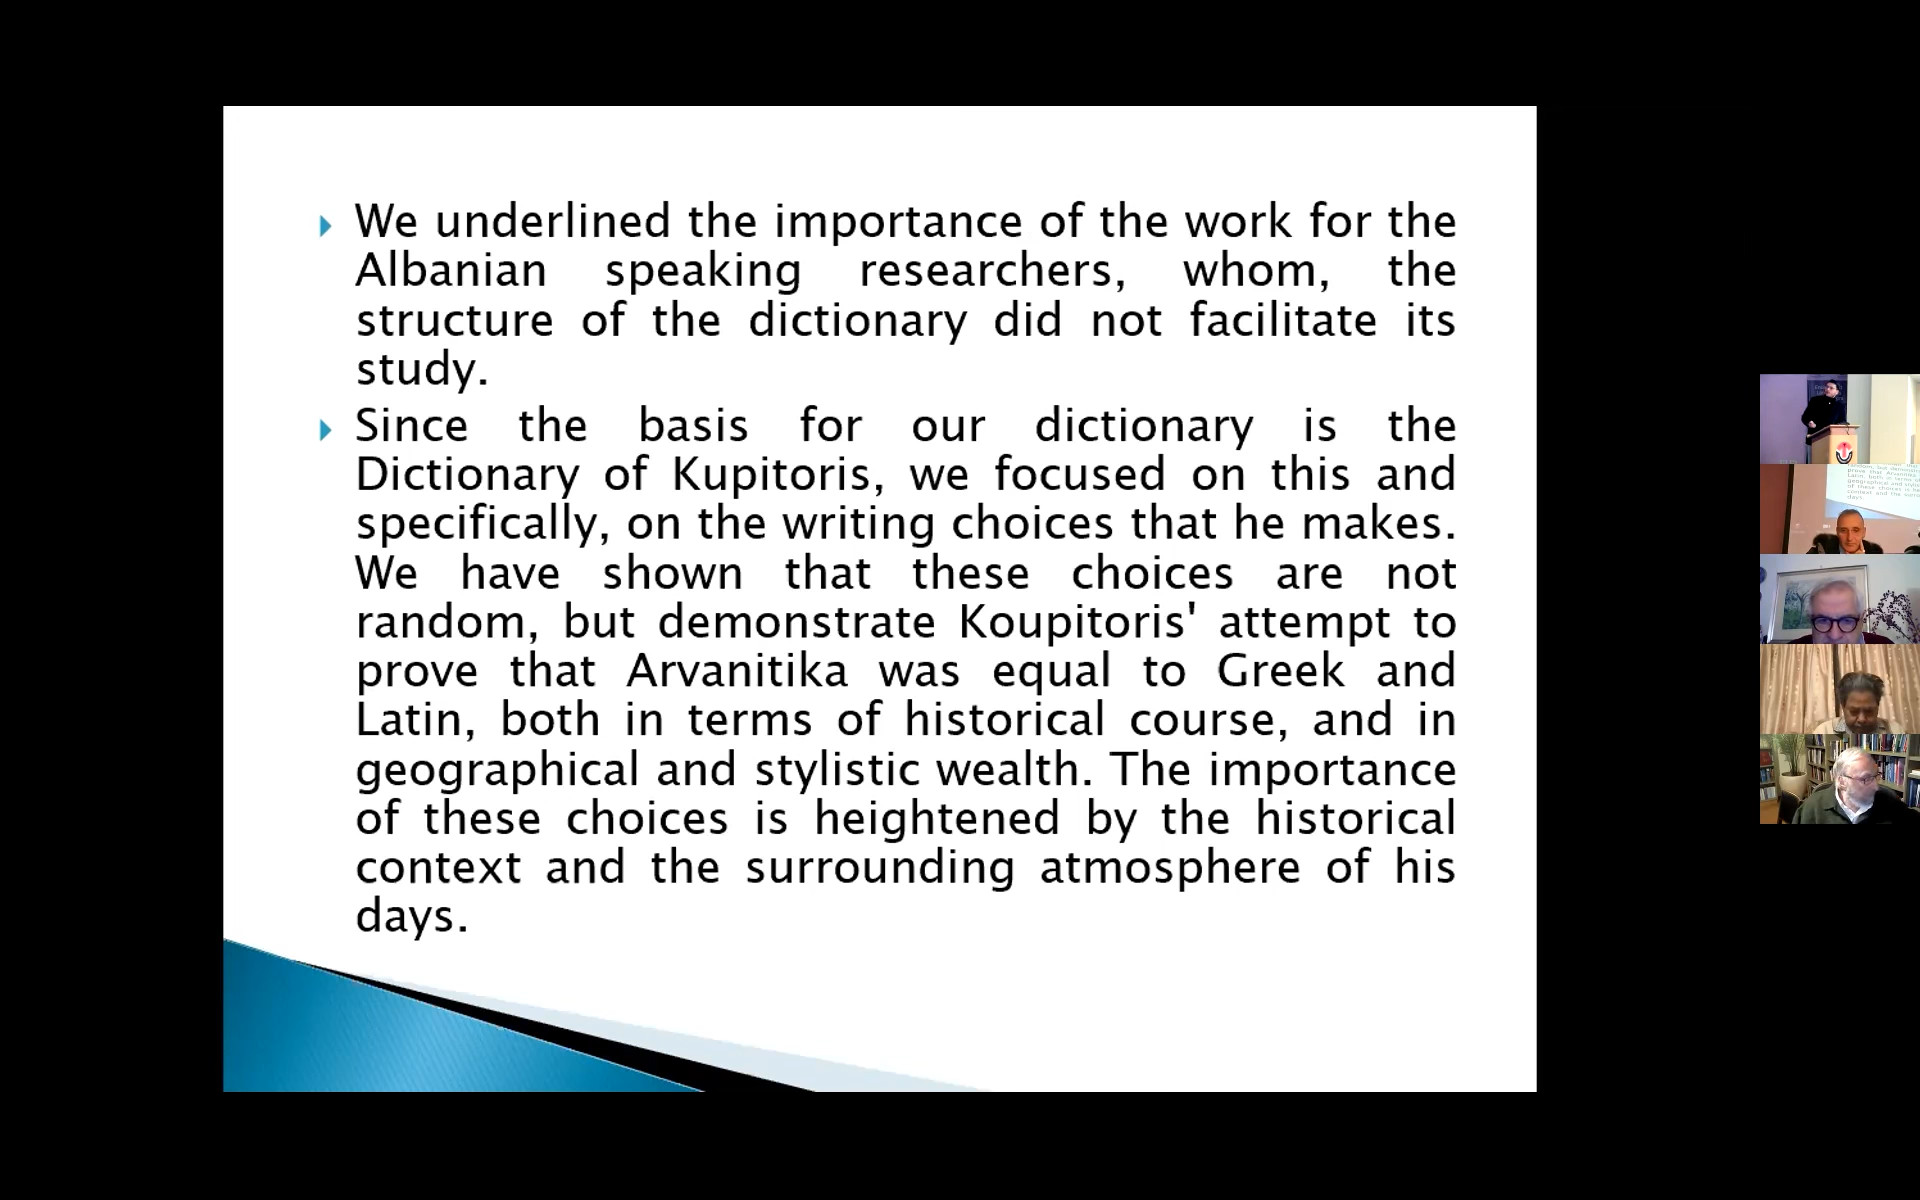 We underlined the importance of the work for the
Albanian speaking researchers, whom, the
structure of the dictionary did not facilitate its
study.
Since the basis for our dictionary is the
Dictionary of Kupitoris, we focused on this and
specifically, on the writing choices that he makes.
We have shown that these choices are not
random, but demonstrate Koupitoris' attempt to
prove that Arvanitika was equal to Greek and
Latin, both in terms of historical course, and in
geographical and stylistic wealth. The importance
of these choices is heightened by the historical
context and the surrounding atmosphere of his
days.